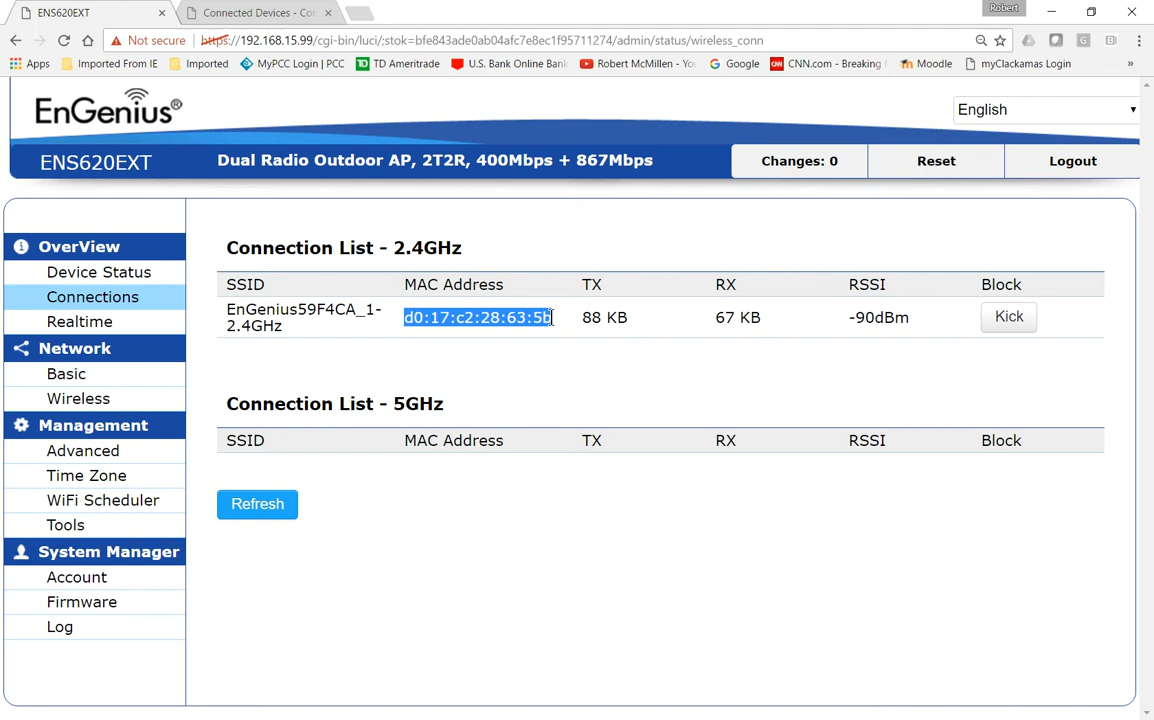 ENS620EXT
Connected Devices - Cor
Robert
Not secure https://192.168.15.99/cgi-bin/luci/;stok=bfe843ade0ab04afc7e8ec1f95711274/admin/status/wireless_conn
Apps Imported From IE Imported MyPCC Login | PCC TD Ameritrade U.S. Bank Online Bank Robert McMillen - You Google CNN.com - Breaking Moodle myClackamas Login »
EnGenius®
English
ENS620EXT Dual Radio Outdoor AP, 2T2R, 400Mbps + 867Mbps Changes: 0 Reset Logout
OverView
Device Status
Connections
Realtime
Network
Basic
Wireless
Management
Advanced
Time Zone
WiFi Scheduler
Tools
System Manager
Account
Firmware
Log
Connection List - 2.4GHz
SSID MAC Address TX RX RSSI Block
EnGenius59F4CA_1-
2.4GHz d0:17:c2:28:63:5b 88 KB 67 KB -90dBm Kick
Connection List - 5GHz
SSID MAC Address TX RX RSSI Block
Refresh